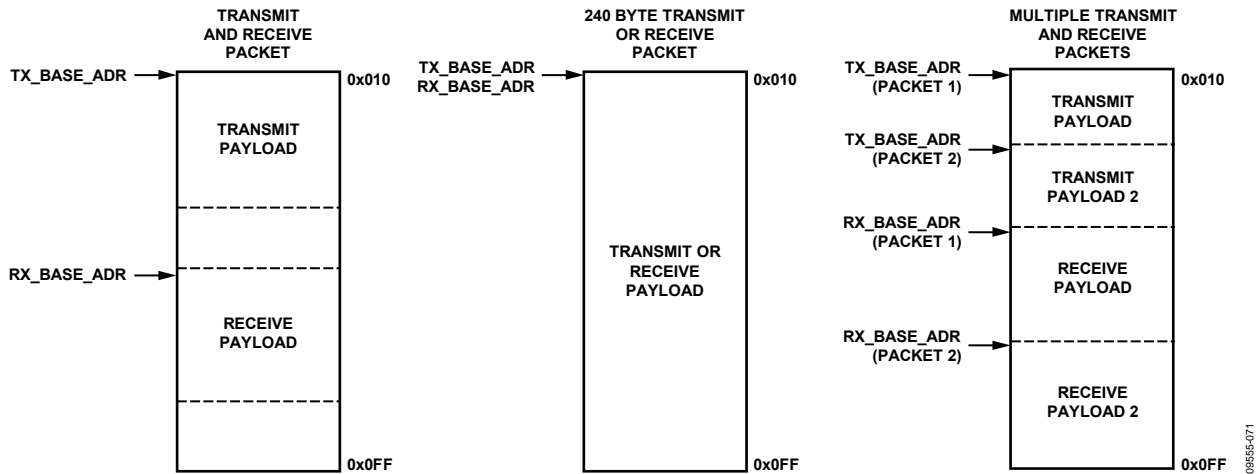 TRANSMIT
AND RECEIVE
PACKET
TX_BASE_ADR
0x010
TRANSMIT
PAYLOAD
RX_BASE_ADR
RECEIVE
PAYLOAD
0x0FF
240 BYTE TRANSMIT
OR RECEIVE
PACKET
TX_BASE_ADR
RX_BASE_ADR
0x010
TRANSMIT OR
RECEIVE
PAYLOAD
0x0FF
MULTIPLE TRANSMIT
AND RECEIVE
PACKETS
TX_BASE_ADR
(PACKET 1)
0x010
TRANSMIT
PAYLOAD
TX_BASE_ADR
(PACKET 2)
TRANSMIT
PAYLOAD 2
RX_BASE_ADR
(PACKET 1)
RECEIVE
PAYLOAD
RX_BASE_ADR
(PACKET 2)
RECEIVE
PAYLOAD 2
0x0FF
09555-071